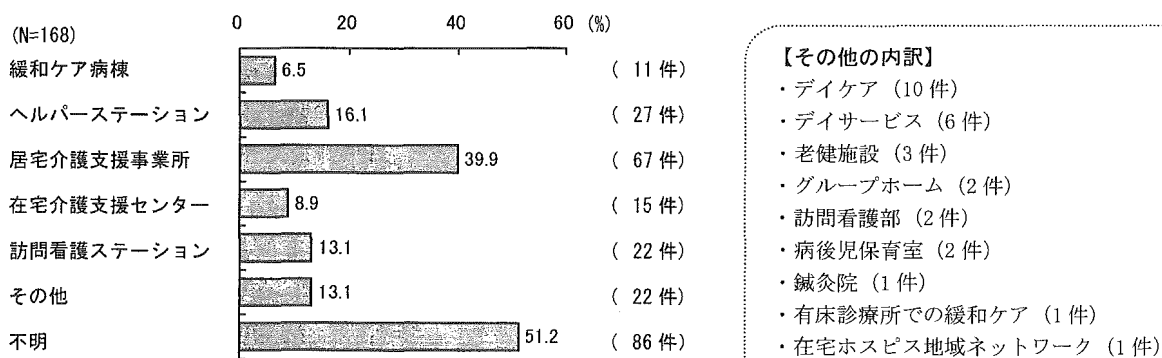 0 20 40 60 (%)
(N=168)
緩和ケア病棟 6.5 ( 11 件)
ヘルパーステーション 16.1 ( 27 件)
居宅介護支援事業所 39.9 ( 67 件)
在宅介護支援センター 8.9 ( 15 件)
訪問看護ステーション 13.1 ( 22 件)
その他 13.1 ( 22 件)
不明 51.2 ( 86 件)
【その他の内訳】
・デイケア（10 件）
・デイサービス（6 件）
・老健施設（3 件）
・グループホーム（2 件）
・訪問看護部（2 件）
・病後児保育室（2 件）
・鍼灸院（1 件）
・有床診療所での緩和ケア（1 件）
・在宅ホスピス地域ネットワーク（1 件）